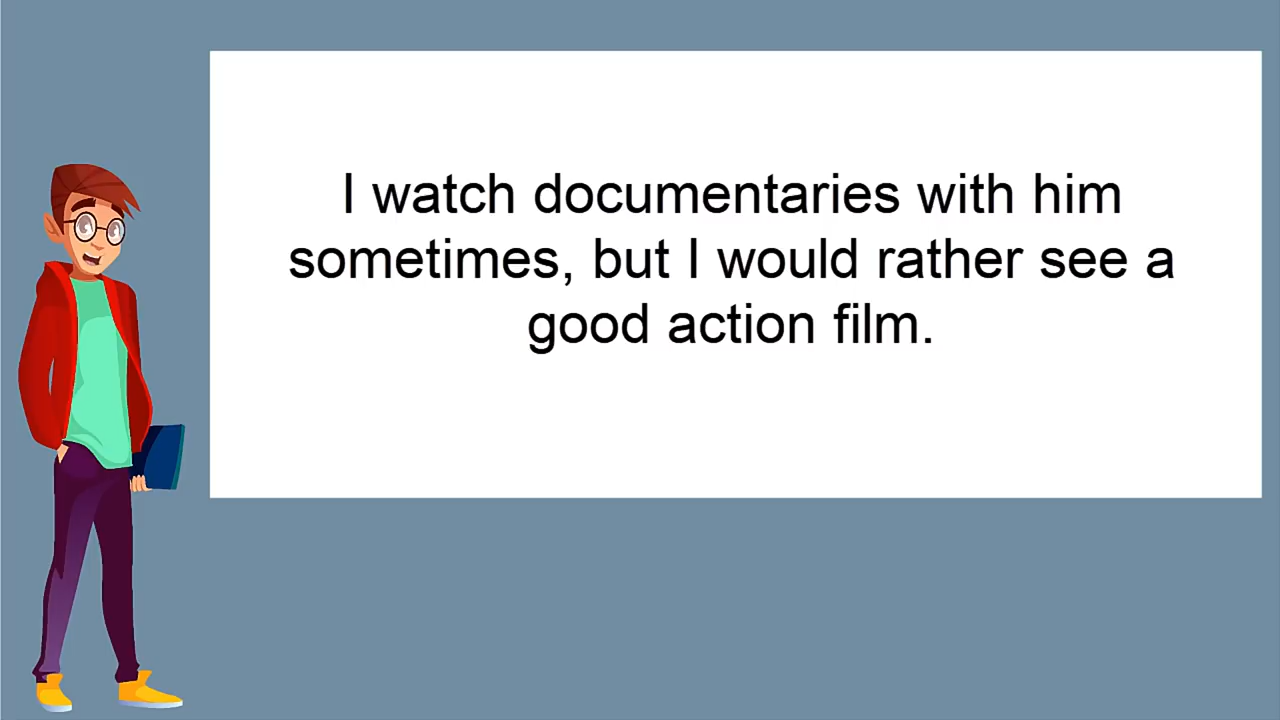 I watch documentaries with him
sometimes, but I would rather see a
good action film.